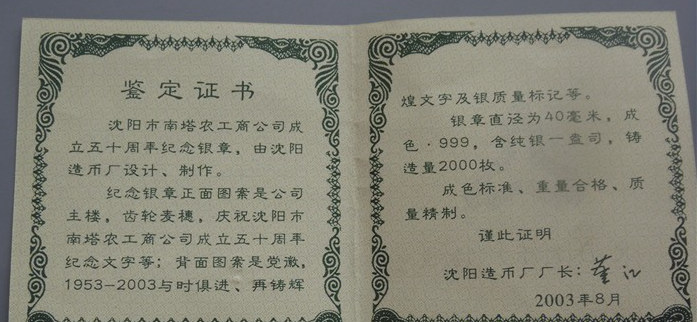 鉴定证书
沈阳市南塔农工商公司成
立五十周年纪念银章，由沈阳
造币厂设计、制作。
纪念银章正面图案是公司
主楼，齿轮麦穗，庆祝沈阳市
南塔农工商公司成立五十周年
纪念文字等；背面图案是党徽，
1953-2003与时俱进、再铸辉
煌文字及银质量标记等。
银章直径为40毫米，成
色·999，含纯银一盎司，铸
造量2000枚。
成色标准、重量合格、质
量精制。
谨此证明
沈阳造币厂厂长：董江
2003年8月